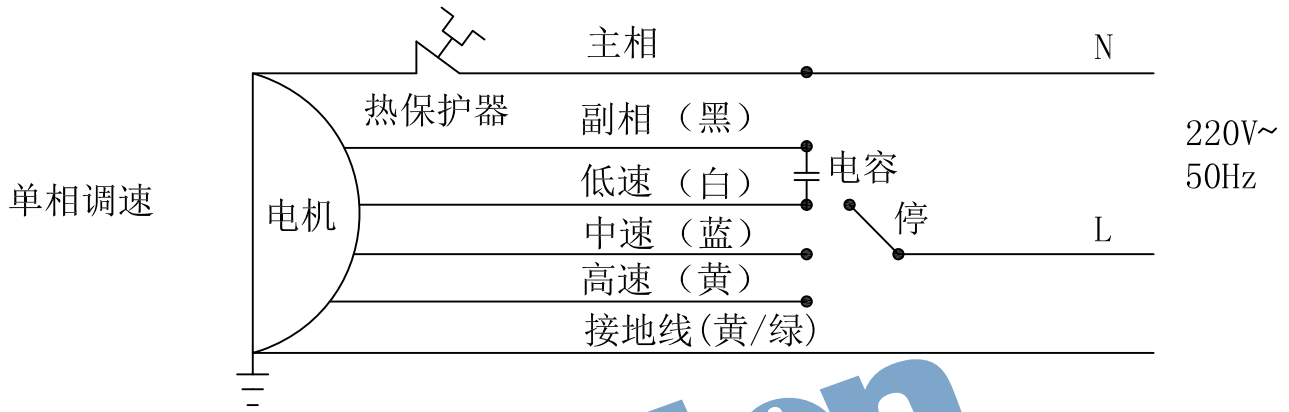 主相
N
热保护器
副相（黑）
220V~
50Hz
低速（白）
电容
单相调速
电机
中速（蓝）
停
L
高速（黄）
接地线(黄/绿)